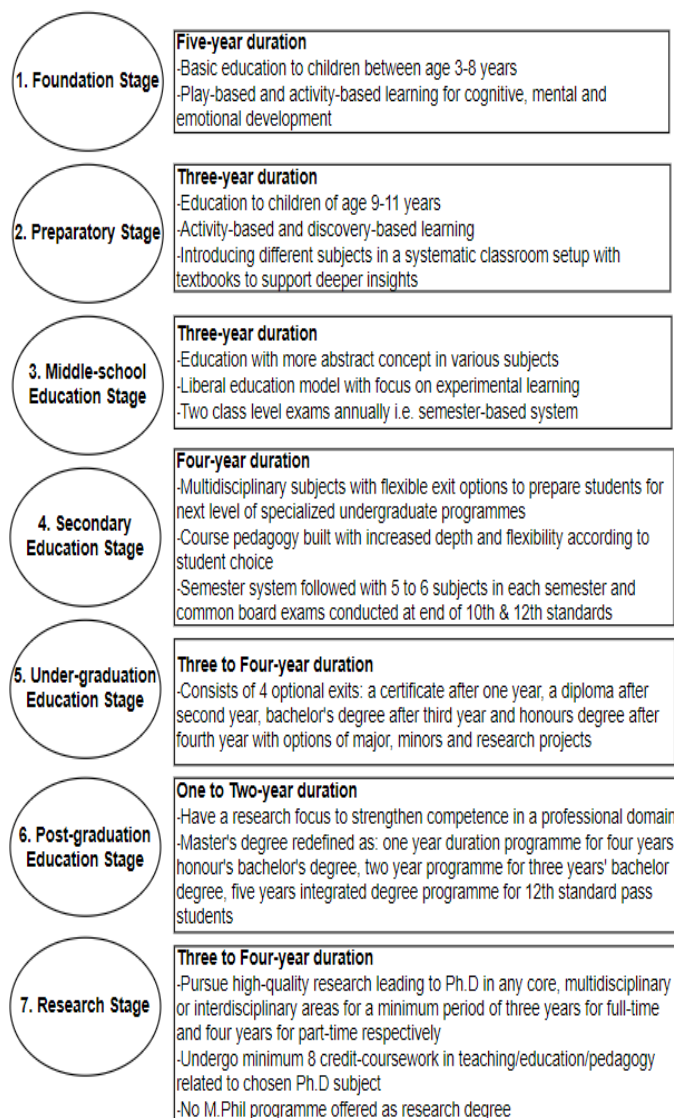 1. Foundation Stage
Five-year duration
-Basic education to children between age 3-8 years
-Play-based and activity-based learning for cognitive, mental and
emotional development
2. Preparatory Stage
Three-year duration
-Education to children of age 9-11 years
-Activity-based and discovery-based learning
-Introducing different subjects in a systematic classroom setup with
textbooks to support deeper insights
3. Middle-school
Education Stage
Three-year duration
-Education with more abstract concept in various subjects
-Liberal education model with focus on experimental learning
-Two class level exams annually i.e. semester-based system
4. Secondary
Education Stage
Four-year duration
-Multidisciplinary subjects with flexible exit options to prepare students for
next level of specialized undergraduate programmes
-Course pedagogy built with increased depth and flexibility according to
student choice
-Semester system followed with 5 to 6 subjects in each semester and
common board exams conducted at end of 10th & 12th standards
5. Under-graduation
Education Stage
Three to Four-year duration
-Consists of 4 optional exits: a certificate after one year, a diploma after
second year, bachelor's degree after third year and honours degree after
fourth year with options of major, minors and research projects
6. Post-graduation
Education Stage
One to Two-year duration
-Have a research focus to strengthen competence in a professional domain
-Master's degree redefined as: one year duration programme for four years
honour's bachelor's degree, two year programme for three years' bachelor
degree, five years integrated degree programme for 12th standard pass
students
7. Research Stage
Three to Four-year duration
-Pursue high-quality research leading to Ph.D in any core, multidisciplinary
or interdisciplinary areas for a minimum period of three years for full-time
and four years for part-time respectively
-Undergo minimum 8 credit-coursework in teaching/education/pedagogy
related to chosen Ph.D subject
-No M.Phil programme offered as research degree